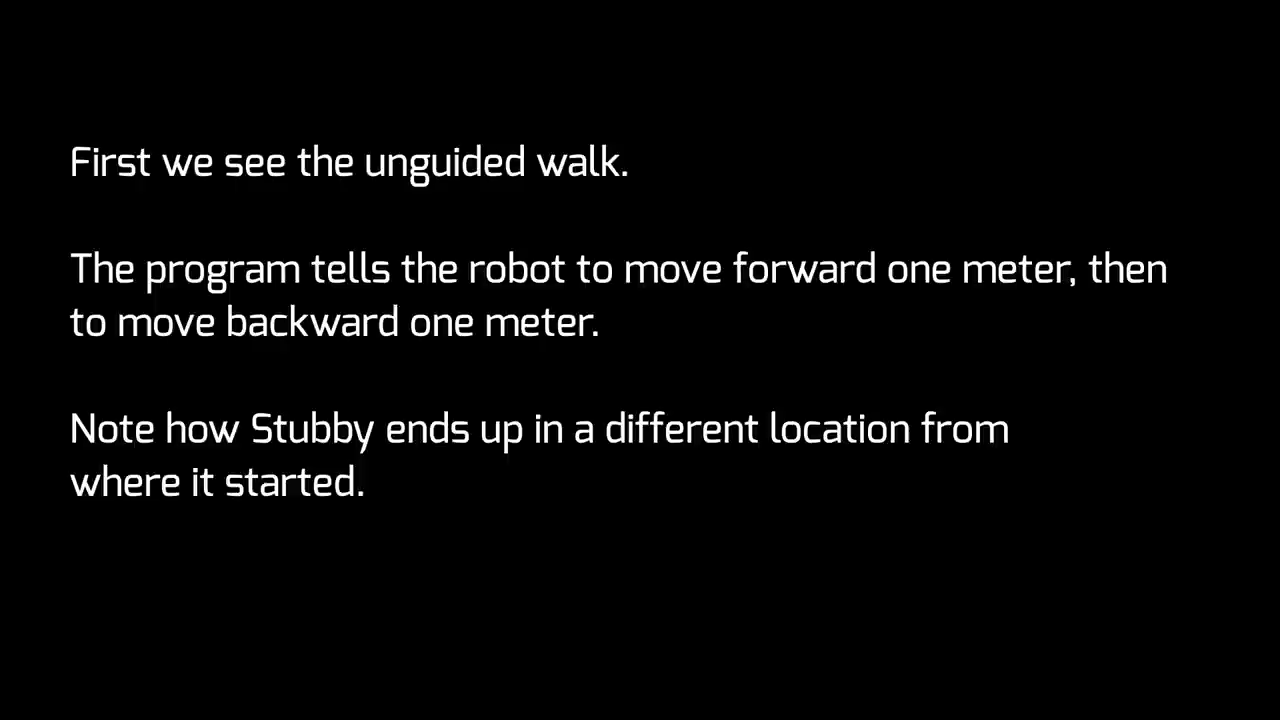 First we see the unguided walk.
The program tells the robot to move forward one meter, then
to move backward one meter.
Note how Stubby ends up in a different location from
where it started.